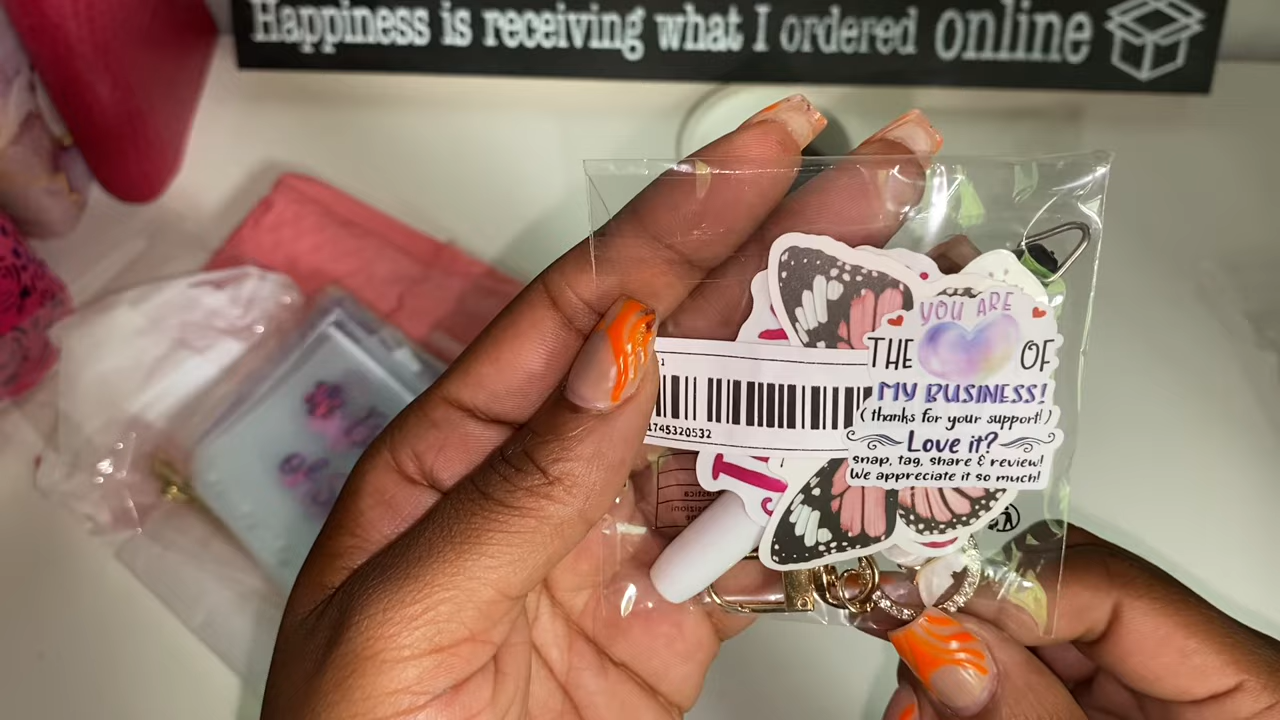 Happiness is receiving what I ordered online
YOU ARE
THE OF
MY BUSINESS!
( thanks for your support! )
Love it?
snap, tag, share & review!
We appreciate it so much!
1745320532